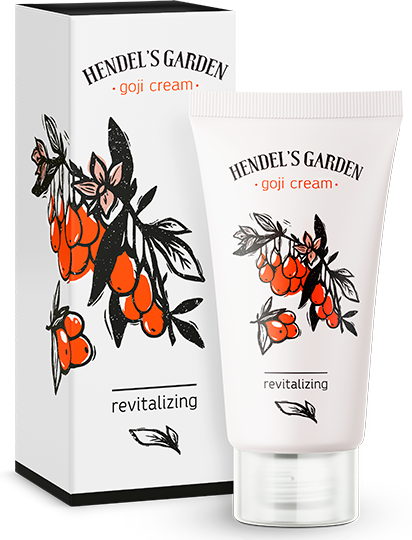 HENDEL'S GARDEN
· goji cream ·
revitalizing
HENDEL'S GARDEN
· goji cream ·
revitalizing